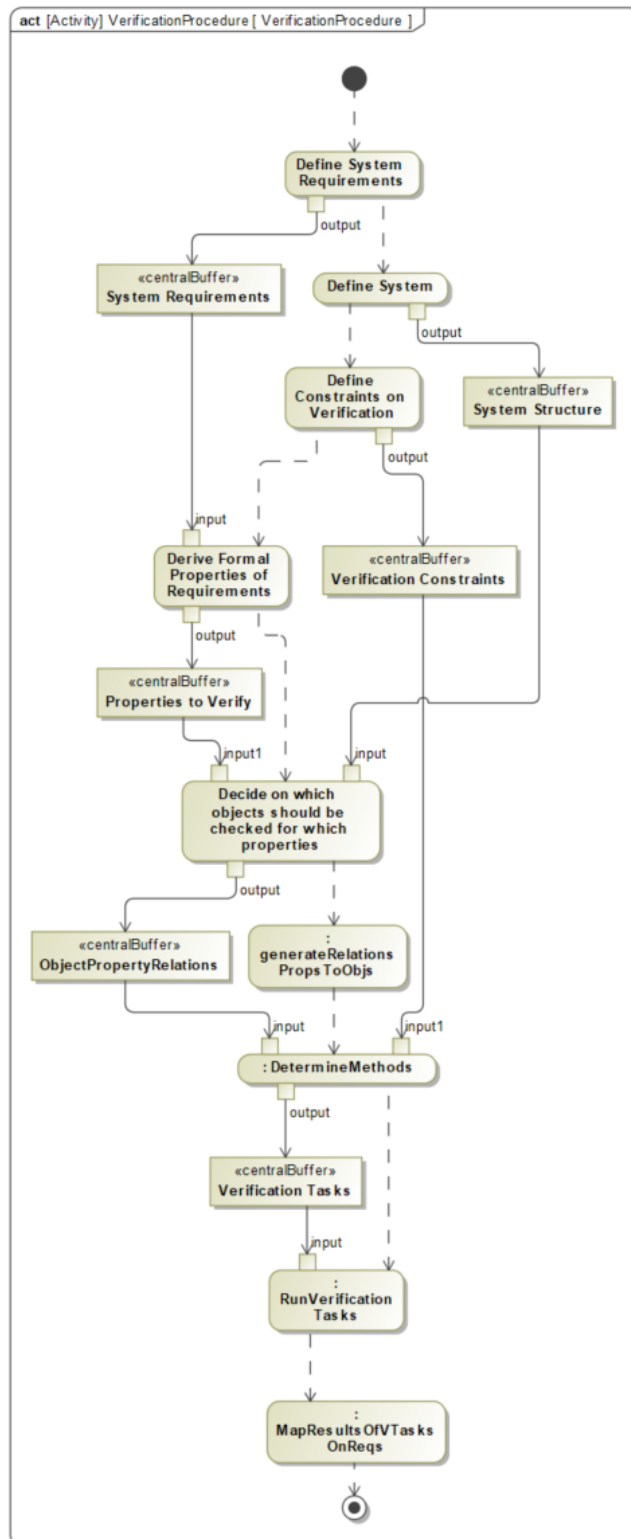 act [Activity] VerificationProcedure [ VerificationProcedure ]
Define System
Requirements
output
«centralBuffer»
System Requirements
Define System
output
Define
Constraints on
Verification
«centralBuffer»
System Structure
output
input
Derive Formal
Properties of
Requirements
«centralBuffer»
Verification Constraints
output
«centralBuffer»
Properties to Verify
input1
input
Decide on which
objects should be
checked for which
properties
output
«centralBuffer»
ObjectPropertyRelations
:
generateRelations
PropsToObjs
input
input1
: DetermineMethods
output
«centralBuffer»
Verification Tasks
input
:
RunVerification
Tasks
:
MapResultsOfVTasks
OnReqs